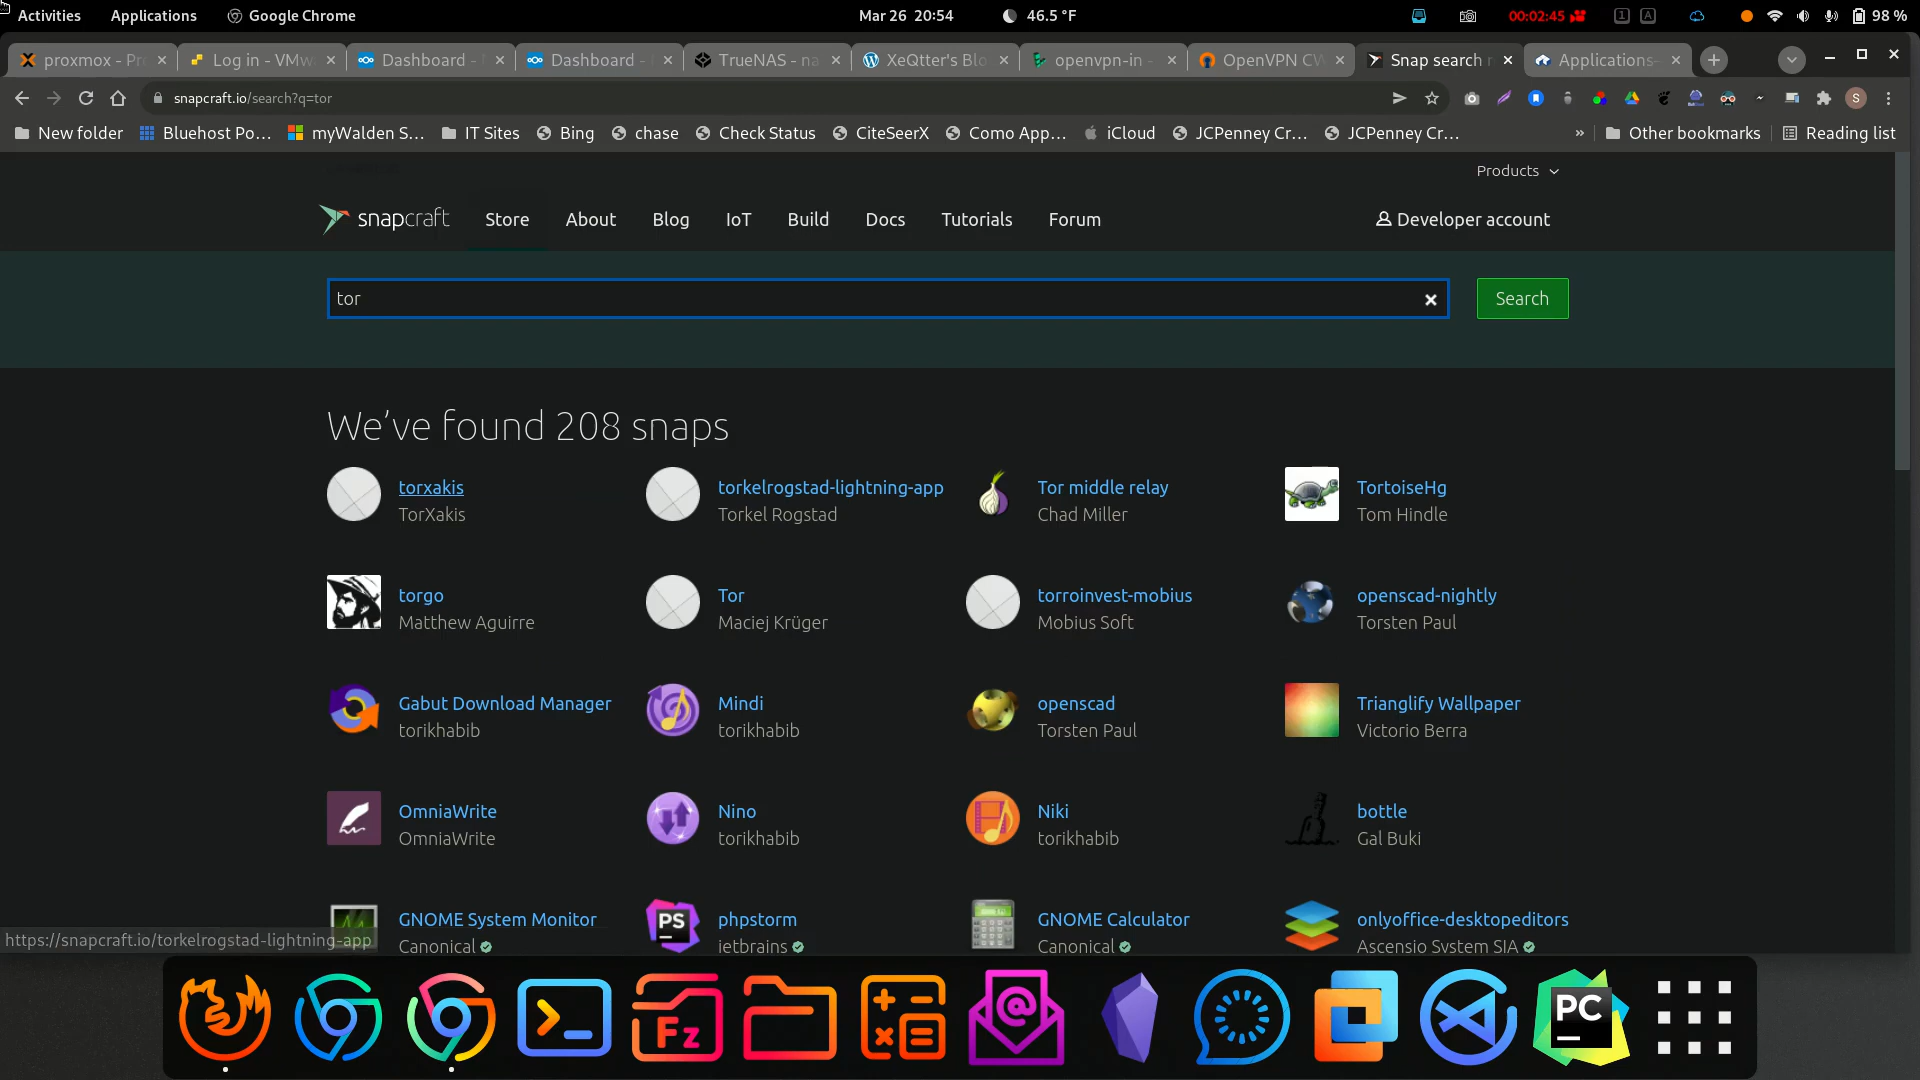 Activities Applications Google Chrome Mar 26 20:54 46.5 °F 00:02:45 1 A 98 %
proxmox - Pr Log in - VMw Dashboard - Dashboard - TrueNAS - na XeQtter's Blo openvpn-in - OpenVPN CW Snap search r Applications-
snapcraft.io/search?q=tor S
New folder Bluehost Po... myWalden S... IT Sites Bing chase Check Status CiteSeerX Como App... iCloud JCPenney Cr... JCPenney Cr... » Other bookmarks Reading list
Products
snapcraft Store About Blog IoT Build Docs Tutorials Forum Developer account
tor Search
We've found 208 snaps
torxakis torkelrogstad-lightning-app Tor middle relay TortoiseHg
TorXakis Torkel Rogstad Chad Miller Tom Hindle
torgo Tor torroinvest-mobius openscad-nightly
Matthew Aguirre Maciej Krüger Mobius Soft Torsten Paul
Gabut Download Manager Mindi openscad Trianglify Wallpaper
torikhabib torikhabib Torsten Paul Victorio Berra
OmniaWrite Nino Niki bottle
OmniaWrite torikhabib torikhabib Gal Buki
PS
GNOME System Monitor phpstorm GNOME Calculator onlyoffice-desktopeditors
Canonical jetbrains Canonical Ascensio System SIA
https://snapcraft.io/torkelrogstad-lightning-app
Fz PC